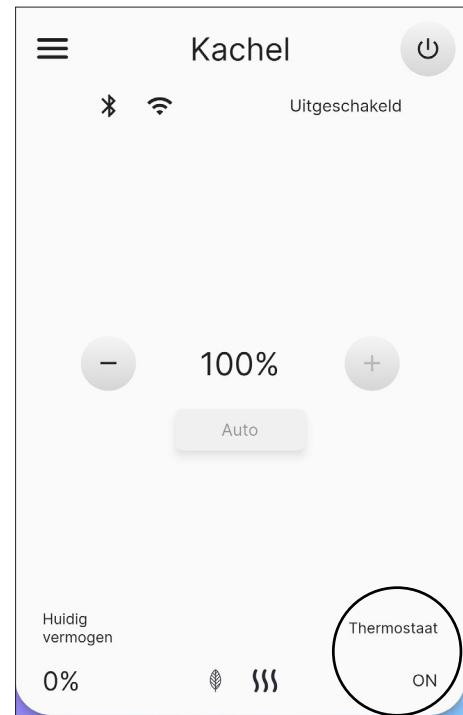 Kachel
Uitgeschakeld
100%
Auto
Huidig
vermogen
0%
Thermostaat
ON